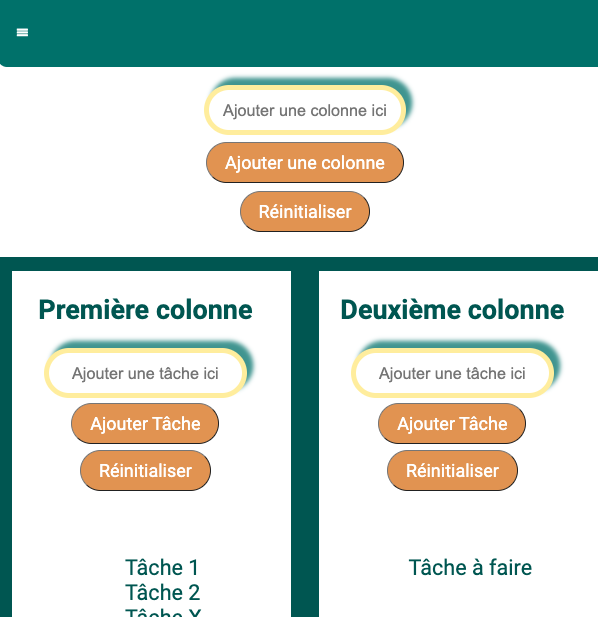 Ajouter une colonne ici
Ajouter une colonne
Réinitialiser
Première colonne
Ajouter une tâche ici
Ajouter Tâche
Réinitialiser
Tâche 1
Tâche 2
Tâche X
Deuxième colonne
Ajouter une tâche ici
Ajouter Tâche
Réinitialiser
Tâche à faire